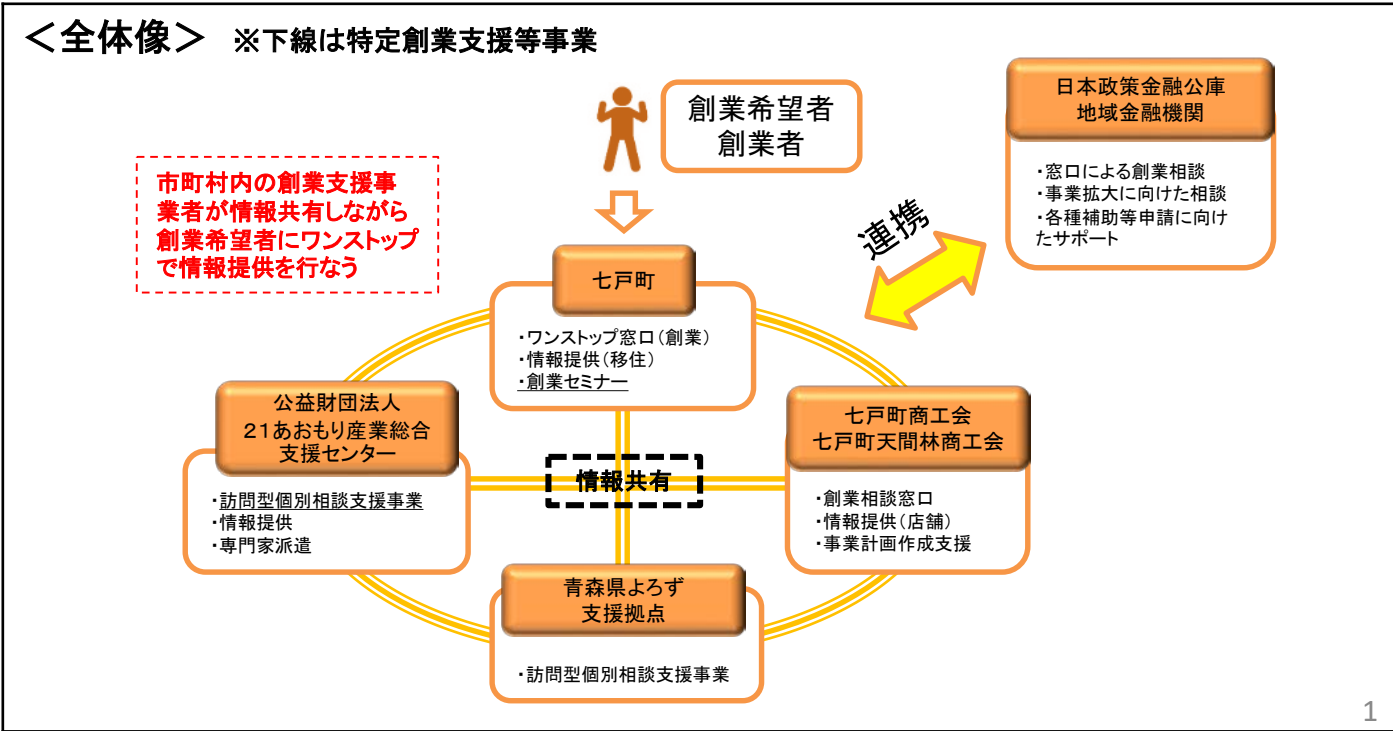 ＜全体像＞ ※下線は特定創業支援等事業
創業希望者
創業者
日本政策金融公庫
地域金融機関
・窓口による創業相談
・事業拡大に向けた相談
・各種補助等申請に向け
たサポート
市町村内の創業支援事
業者が情報共有しながら
創業希望者にワンストップ
で情報提供を行なう
連携
七戸町
・ワンストップ窓口（創業）
・情報提供（移住）
・創業セミナー
公益財団法人
２１あおもり産業総合
支援センター
・訪問型個別相談支援事業
・情報提供
・専門家派遣
情報共有
七戸町商工会
七戸町天間林商工会
・創業相談窓口
・情報提供（店舗）
・事業計画作成支援
青森県よろず
支援拠点
・訪問型個別相談支援事業
1